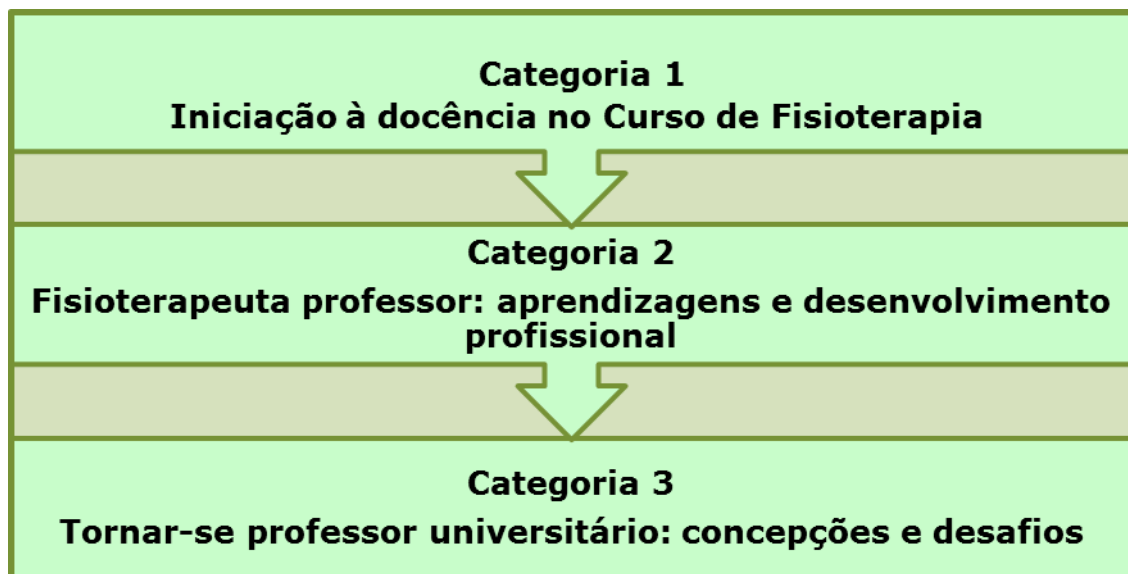 Categoria 1
Iniciação à docência no Curso de Fisioterapia
Categoria 2
Fisioterapeuta professor: aprendizagens e desenvolvimento
profissional
Categoria 3
Tornar-se professor universitário: concepções e desafios